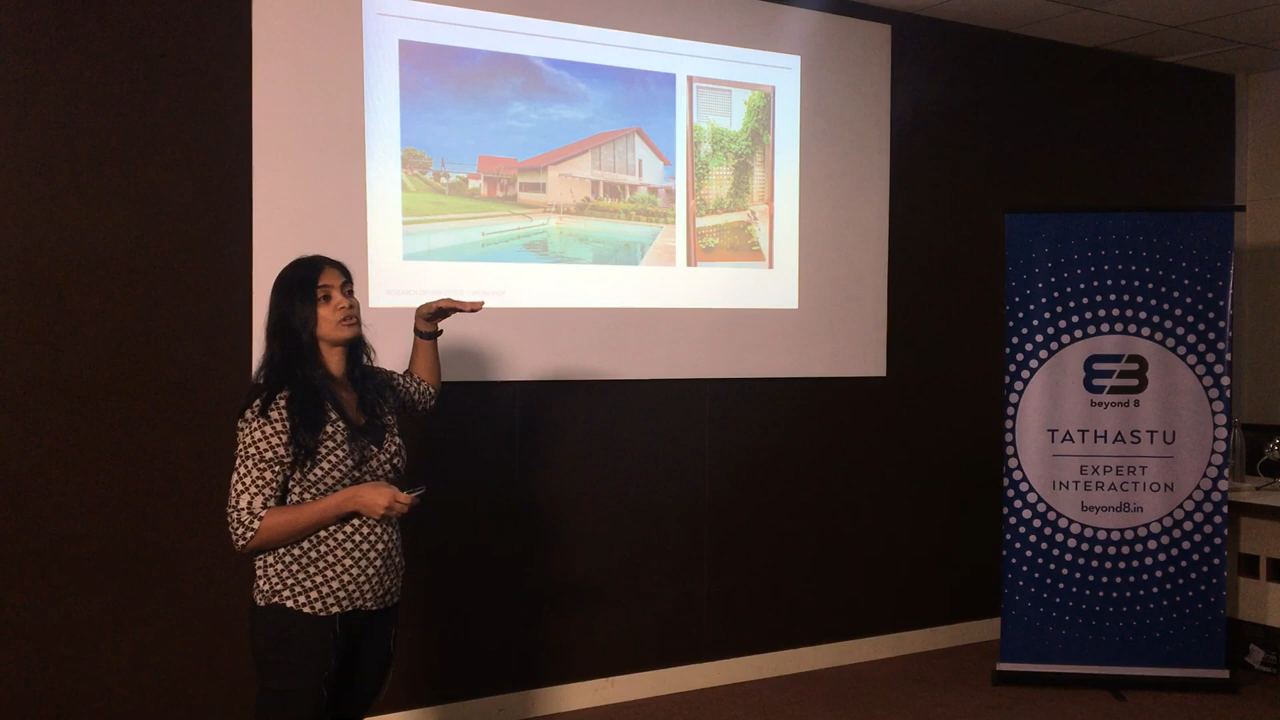 beyond 8
TATHASTU
EXPERT
INTERACTION
beyond8.in